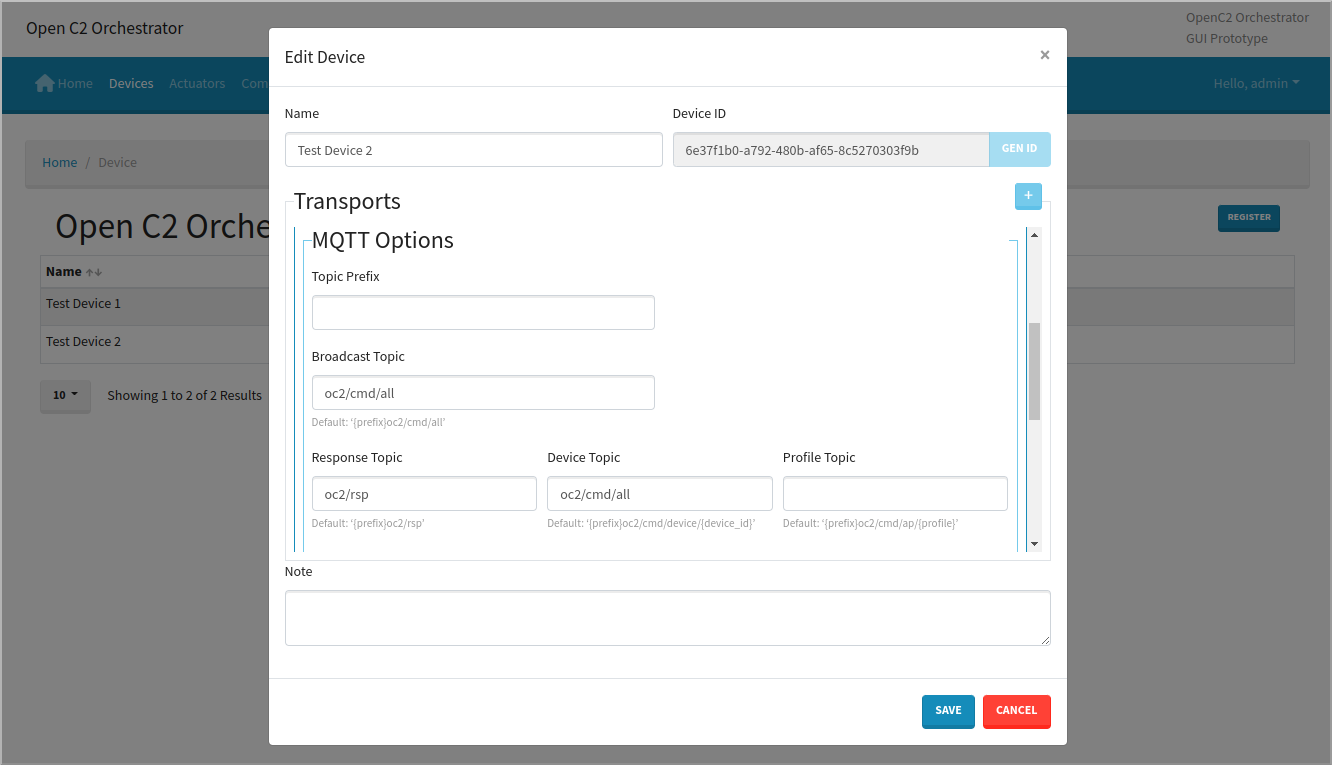 Open C2 Orchestrator
OpenC2 Orchestrator
GUI Prototype
Home Devices Actuators Com
Hello, admin
Home / Device
Open C2 Orche
REGISTER
Name
Test Device 1
Test Device 2
10 Showing 1 to 2 of 2 Results
Edit Device
×
Name Device ID
Test Device 2 6e37f1b0-a792-480b-af65-8c5270303f9b GEN ID
Transports +
MQTT Options
Topic Prefix
Broadcast Topic
oc2/cmd/all
Default: '{prefix}oc2/cmd/all'
Response Topic Device Topic Profile Topic
oc2/rsp oc2/cmd/all
Default: '{prefix}oc2/rsp' Default: '{prefix}oc2/cmd/device/{device_id}' Default: '{prefix}oc2/cmd/ap/{profile}'
Note
SAVE CANCEL